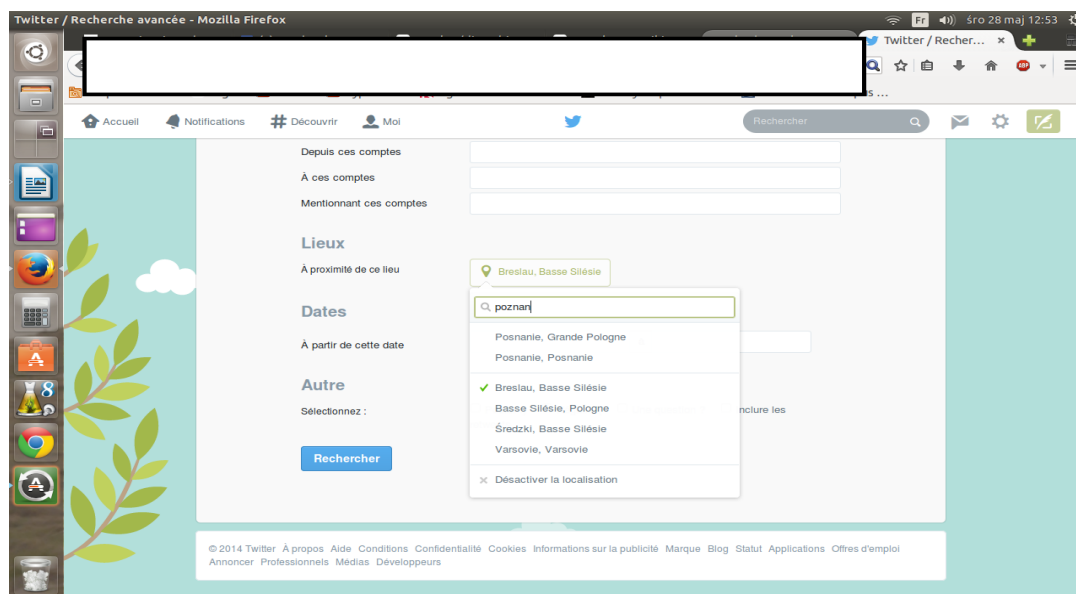 Twitter / Recherche avancée - Mozilla Firefox
Fr
śro 28 maj 12:53
Twitter / Recher... ×
Accueil Notifications Découvrir Moi Rechercher
Depuis ces comptes
À ces comptes
Mentionnant ces comptes
Lieux
À proximité de ce lieu
Breslau, Basse Silésie
poznan
Dates
Posnanie, Grande Pologne
À partir de cette date
Posnanie, Posnanie
Autre
Breslau, Basse Silésie
Sélectionnez :
Basse Silésie, Pologne
nclure les
Średzki, Basse Silésie
Varsovie, Varsovie
Rechercher
Désactiver la localisation
© 2014 Twitter À propos Aide Conditions Confidentialité Cookies Informations sur la publicité Marque Blog Statut Applications Offres d'emploi
Annoncer Professionnels Médias Développeurs